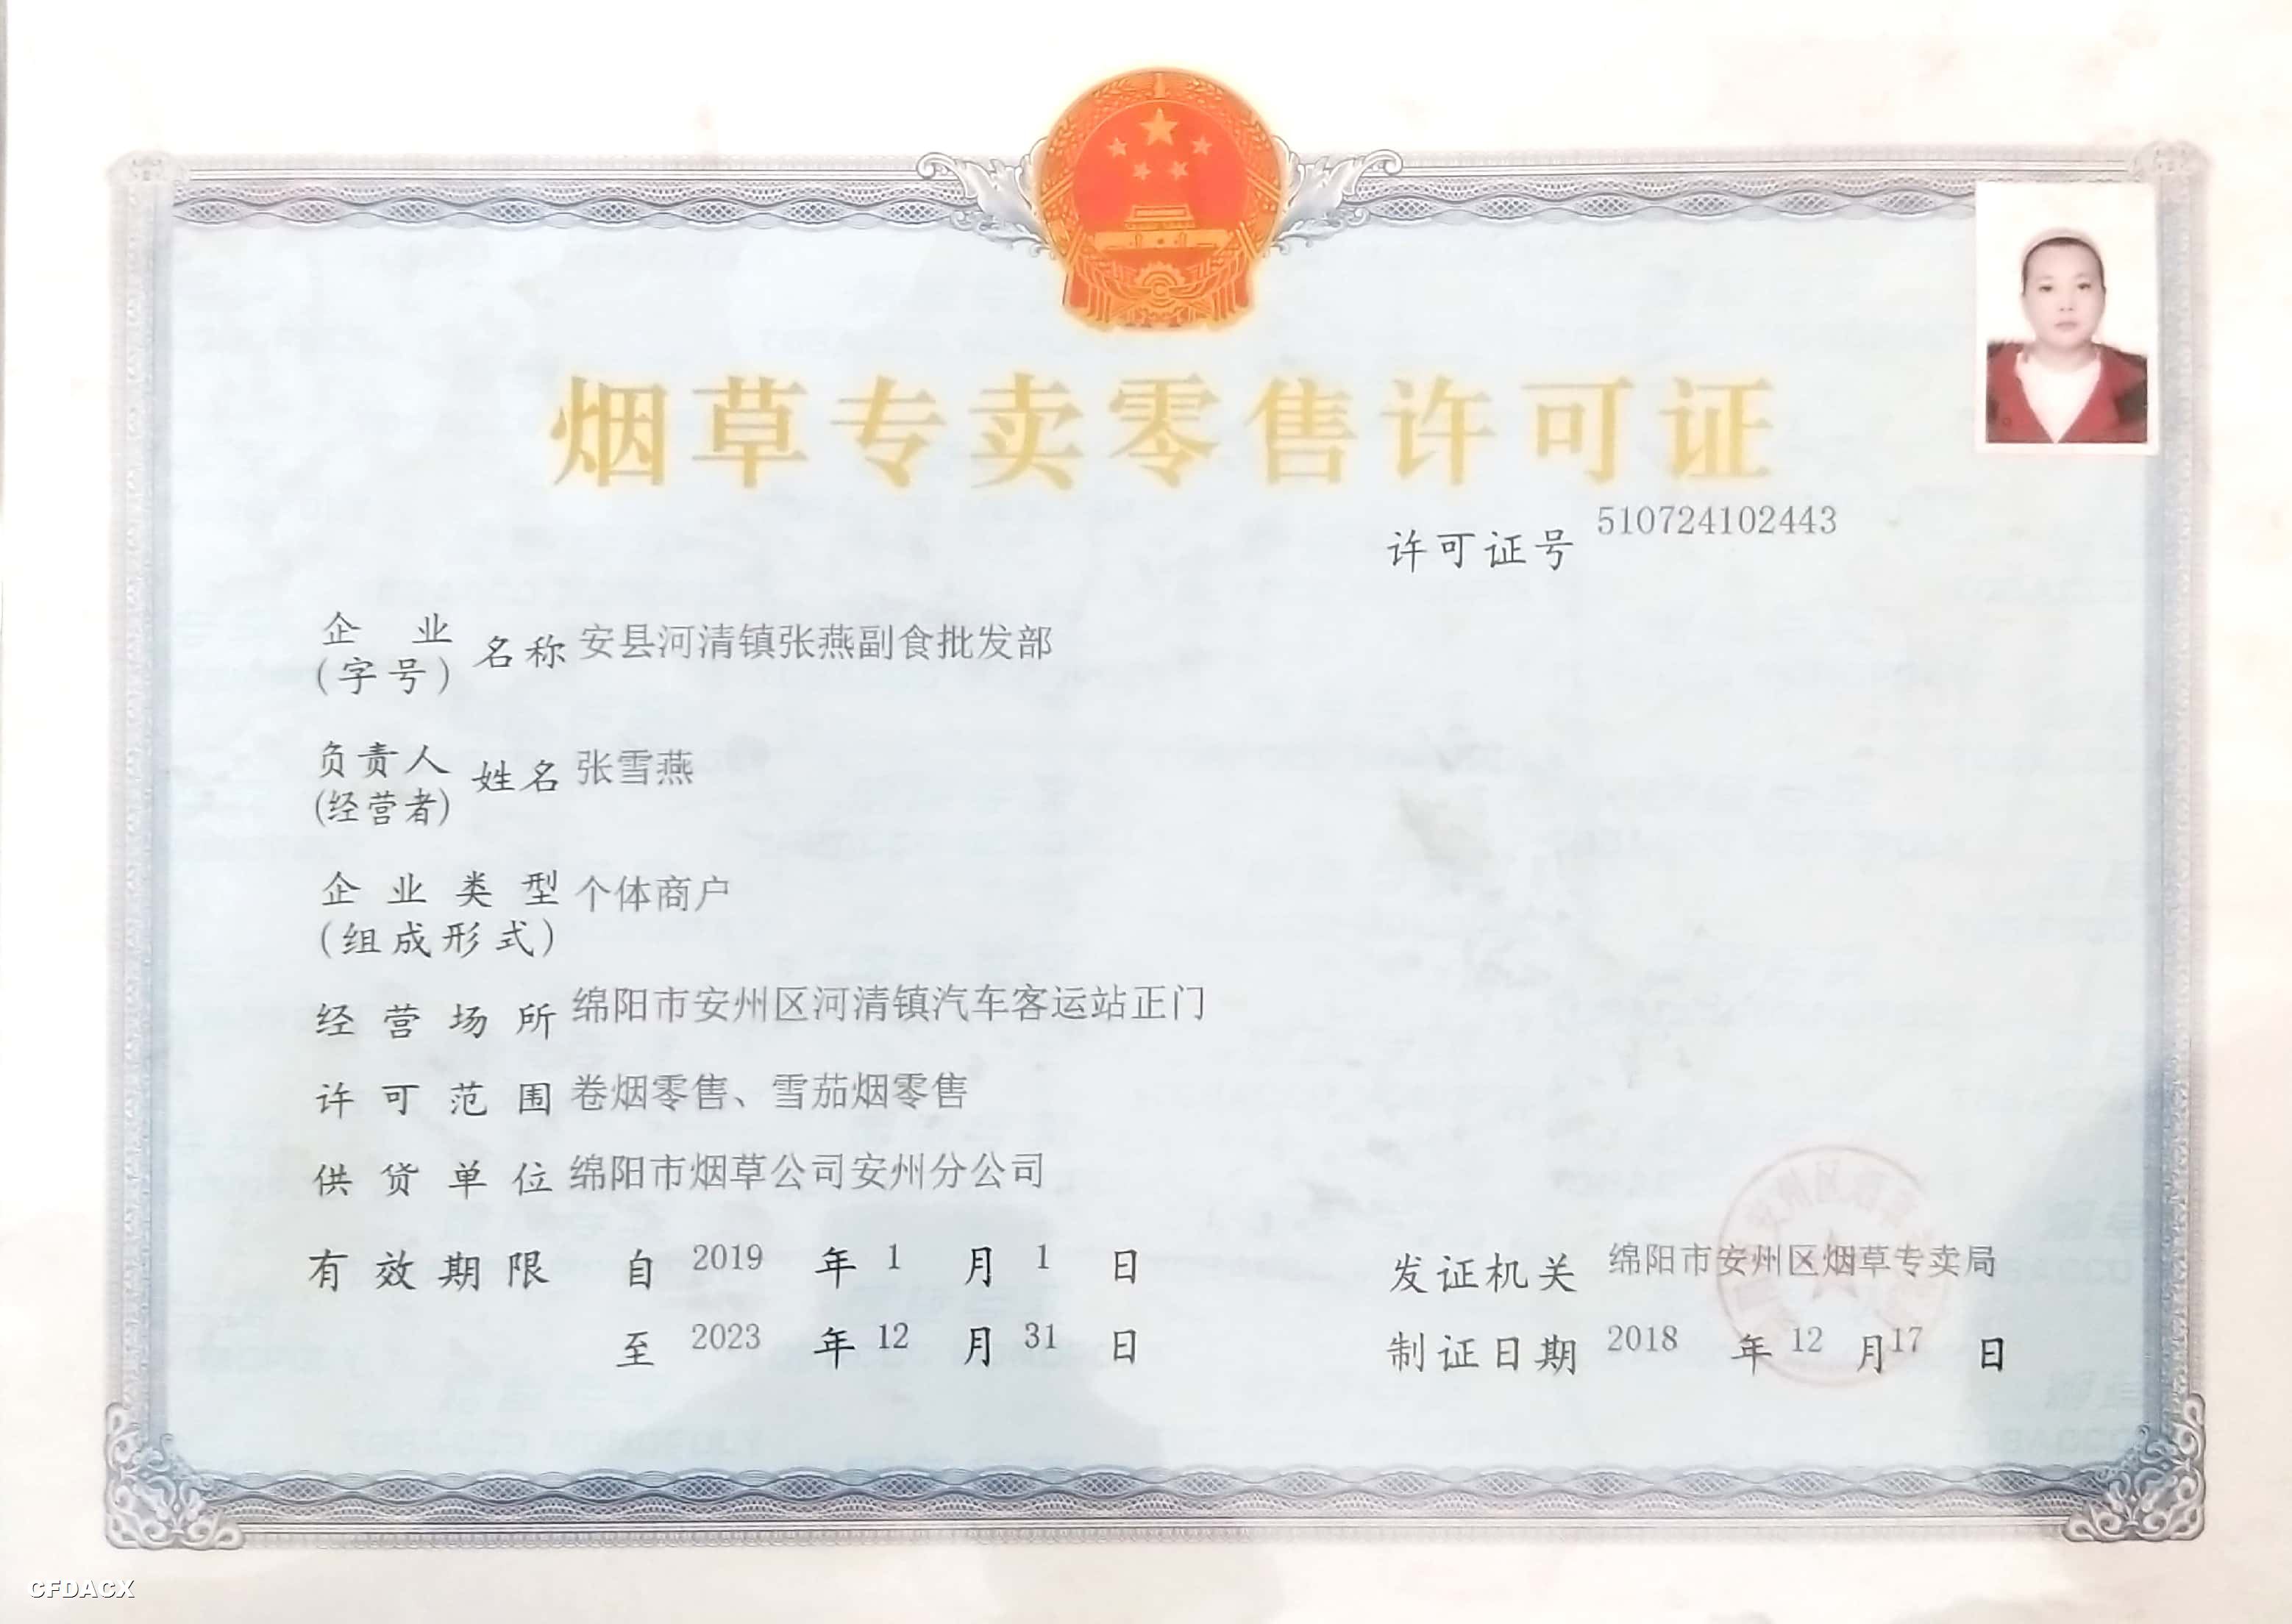 烟草专卖零售许可证
许可证号 510724102443
企业
(字号) 名称 安县河清镇张燕副食批发部
负责人
(经营者) 姓名 张雪燕
企业类型 个体商户
(组成形式)
经营场所 绵阳市安州区河清镇汽车客运站正门
许可范围 卷烟零售、雪茄烟零售
供货单位 绵阳市烟草公司安州分公司
有效期限 自 2019 年 1 月 1 日
至 2023 年 12 月 31 日
发证机关 绵阳市安州区烟草专卖局
制证日期 2018 年 12 月 17 日
CFDACX